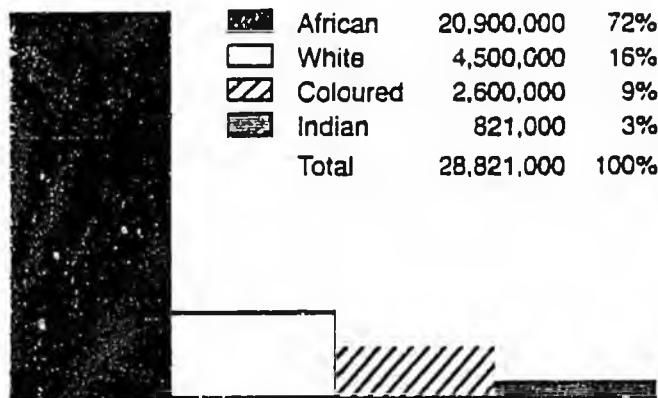 African 20,900,000 72%
White 4,500,000 16%
Coloured 2,600,000 9%
Indian 821,000 3%
Total 28,821,000 100%